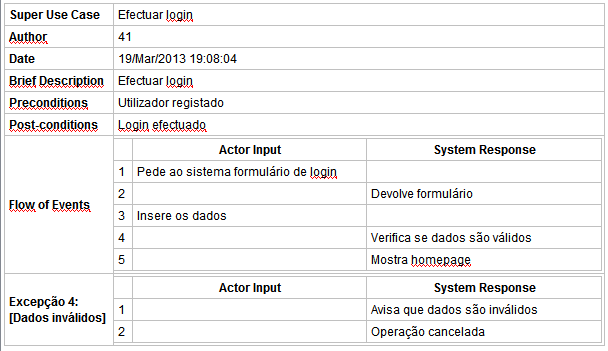 Super Use Case Efectuar login
Author 41
Date 19/Mar/2013 19:08:04
Brief Description Efectuar login
Preconditions Utilizador registado
Post-conditions Login efectuado
Flow of Events
Actor Input System Response
1 Pede ao sistema formulário de login
2 Devolve formulário
3 Insere os dados
4 Verifica se dados são válidos
5 Mostra homepage
Excepção 4:
[Dados inválidos]
Actor Input System Response
1 Avisa que dados são inválidos
2 Operação cancelada